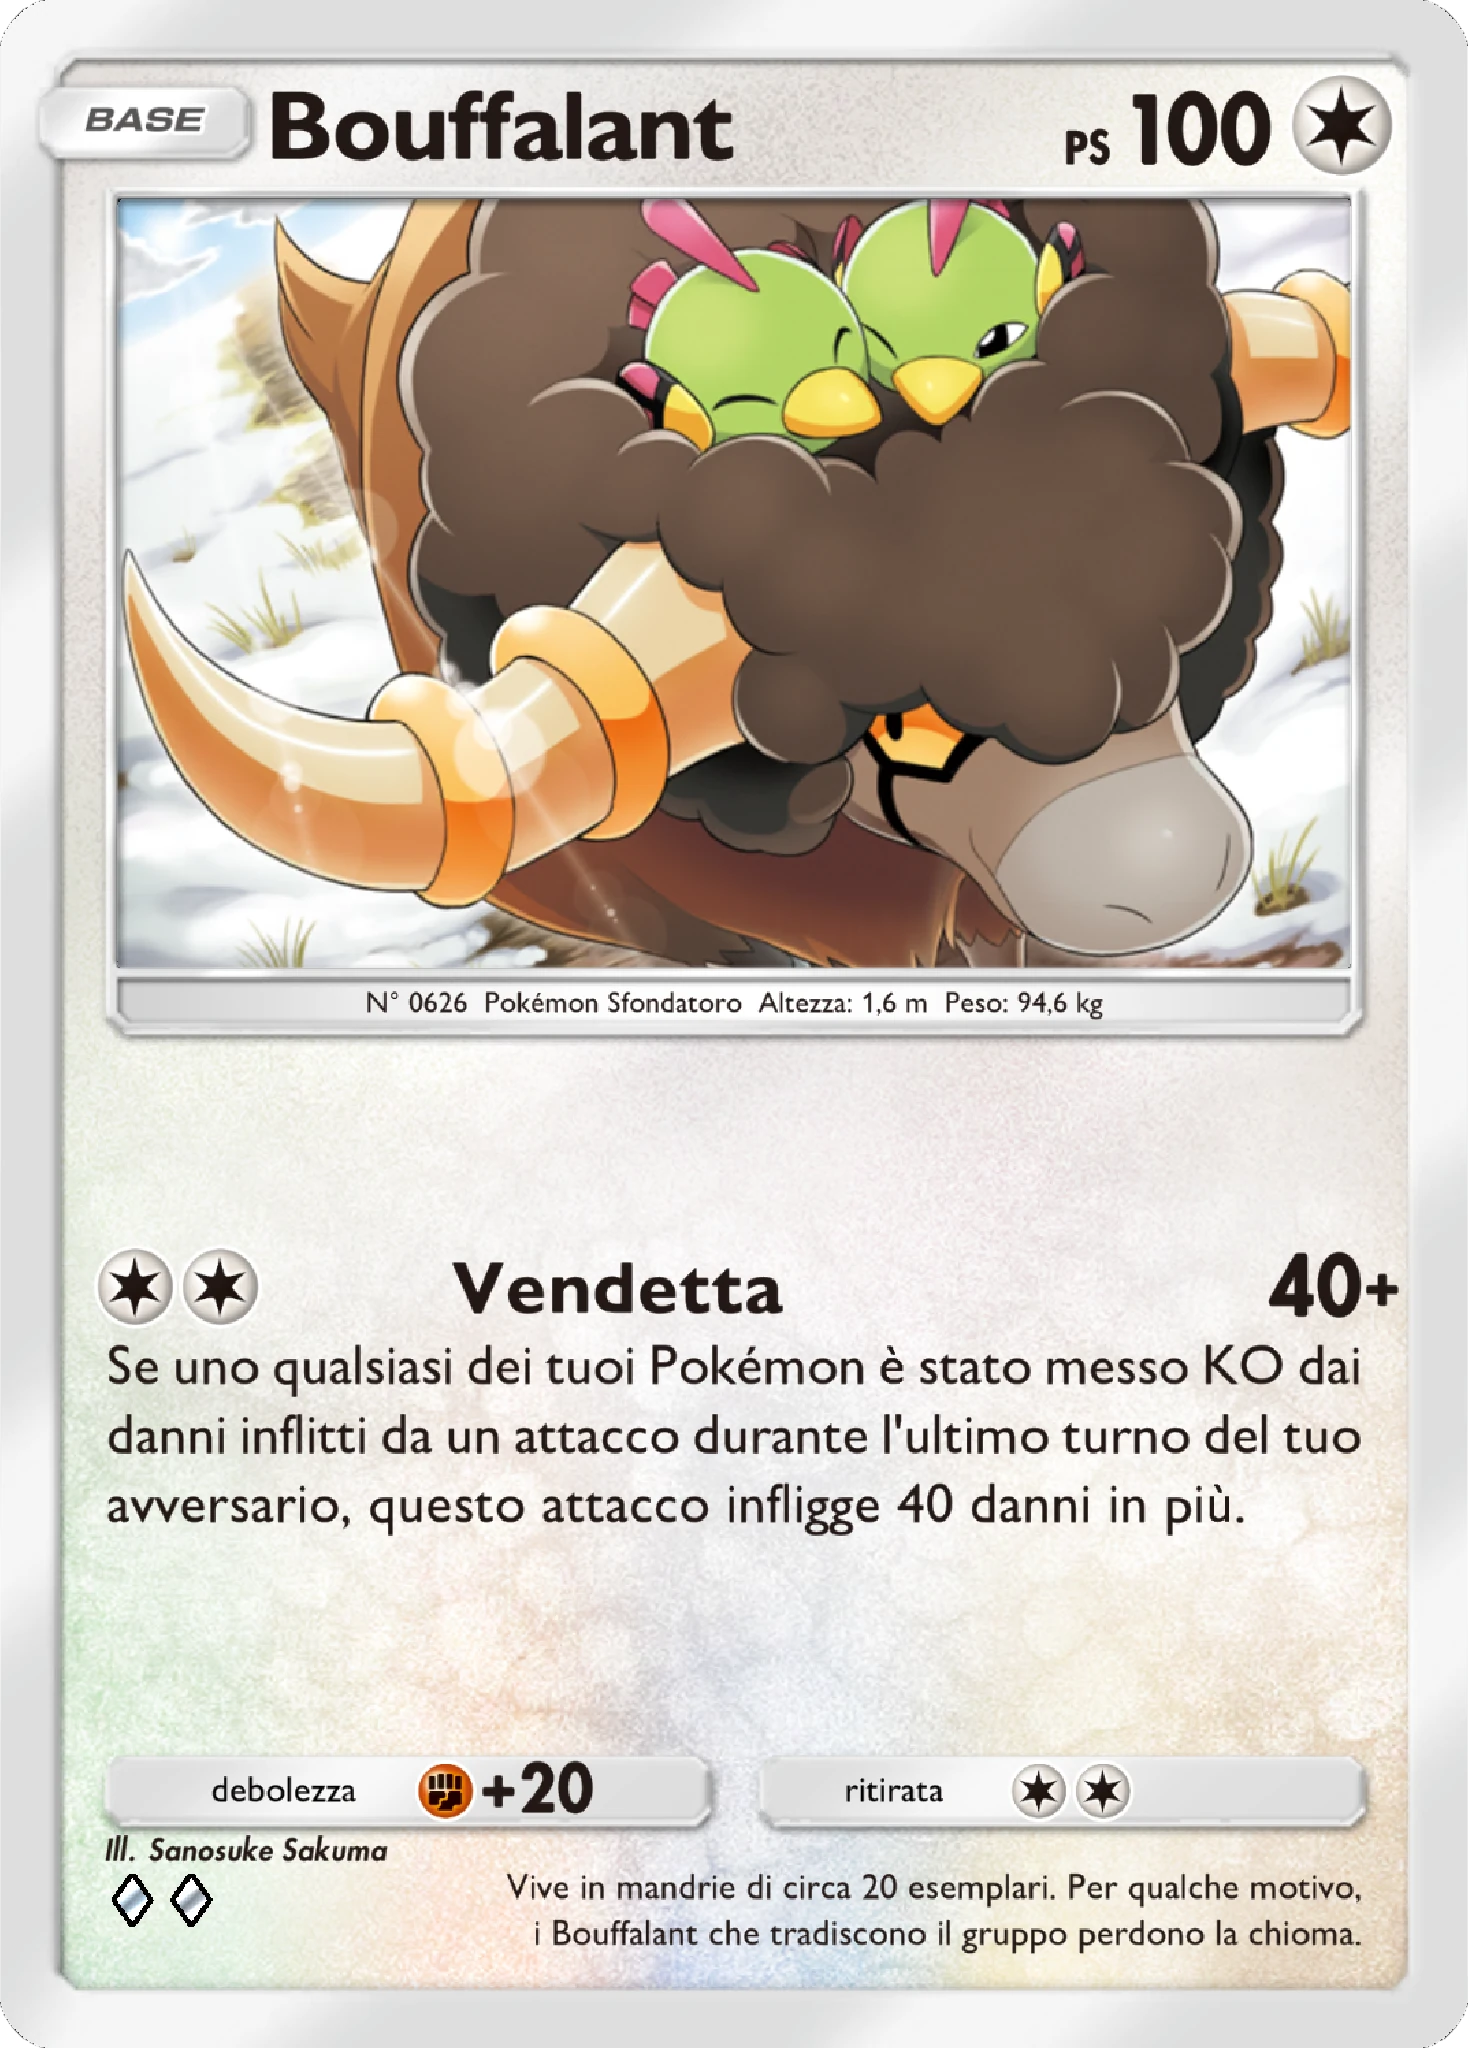 BASE Bouffalant PS 100
N° 0626 Pokémon Sfondatoro Altezza: 1,6 m Peso: 94,6 kg
Vendetta 40+
Se uno qualsiasi dei tuoi Pokémon è stato messo KO dai
danni inflitti da un attacco durante l'ultimo turno del tuo
avversario, questo attacco infligge 40 danni in più.
debolezza +20 ritirata
Ill. Sanosuke Sakuma
Vive in mandrie di circa 20 esemplari. Per qualche motivo,
i Bouffalant che tradiscono il gruppo perdono la chioma.